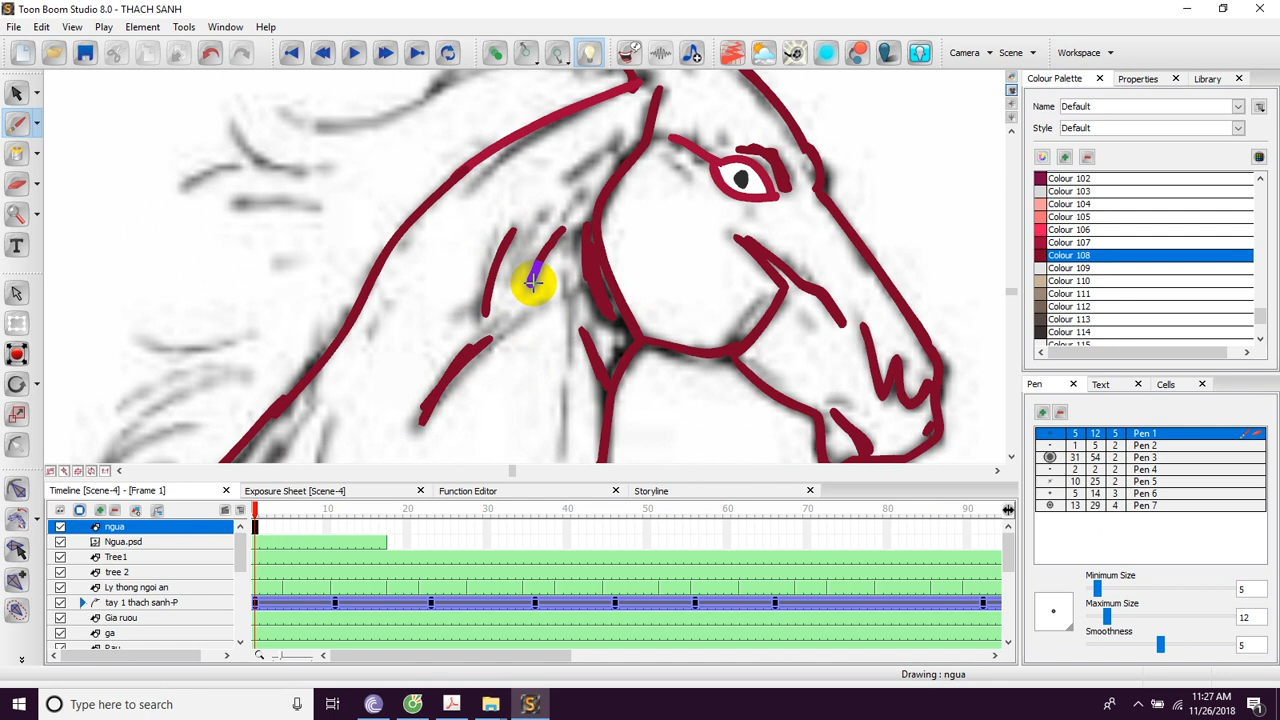 Toon Boom Studio 8.0 - THACH SANH
File Edit View Play Element Tools Window Help
Camera Scene Workspace
Colour Palette Properties Library
Name Default
Style Default
Colour 102
Colour 103
Colour 104
Colour 105
Colour 106
Colour 107
Colour 108
Colour 109
Colour 110
Colour 111
Colour 112
Colour 113
Colour 114
Colour 115
Pen Text Cells
5 12 5 Pen 1
1 5 2 Pen 2
31 54 2 Pen 3
2 2 2 Pen 4
10 25 2 Pen 5
5 14 3 Pen 6
13 29 4 Pen 7
Minimum Size
5
Maximum Size
12
Smoothness
5
Timeline [Scene-4] - [Frame 1] Exposure Sheet [Scene-4] Function Editor Storyline
10 20 30 40 50 60 70 80 90
ngua
Ngua.psd
Tree1
tree 2
Ly thong ngoi an
tay 1 thach sanh-P
Gia ruou
ga
Drawing : ngua
Type here to search
11:27 AM
11/26/2018